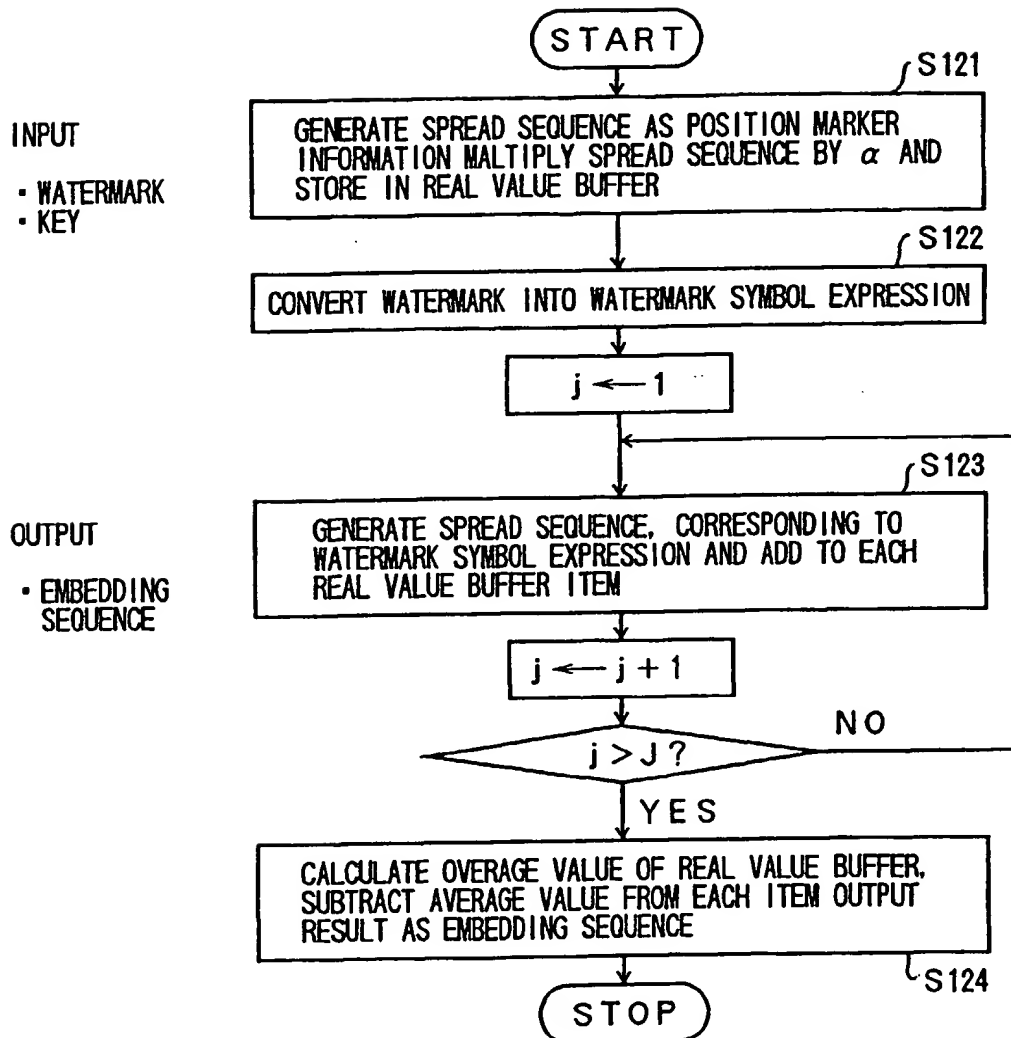 START
S121
INPUT
▪ WATERMARK
▪ KEY
GENERATE SPREAD SEQUENCE AS POSITION MARKER
INFORMATION MALTIPLY SPREAD SEQUENCE BY α AND
STORE IN REAL VALUE BUFFER
S122
CONVERT WATERMARK INTO WATERMARK SYMBOL EXPRESSION
j ← 1
S123
OUTPUT
▪ EMBEDDING
SEQUENCE
GENERATE SPREAD SEQUENCE, CORRESPONDING TO
WATERMARK SYMBOL EXPRESSION AND ADD TO EACH
REAL VALUE BUFFER ITEM
j ← j + 1
j > J ?
NO
YES
CALCULATE OVERAGE VALUE OF REAL VALUE BUFFER,
SUBTRACT AVERAGE VALUE FROM EACH ITEM OUTPUT
RESULT AS EMBEDDING SEQUENCE
S124
STOP